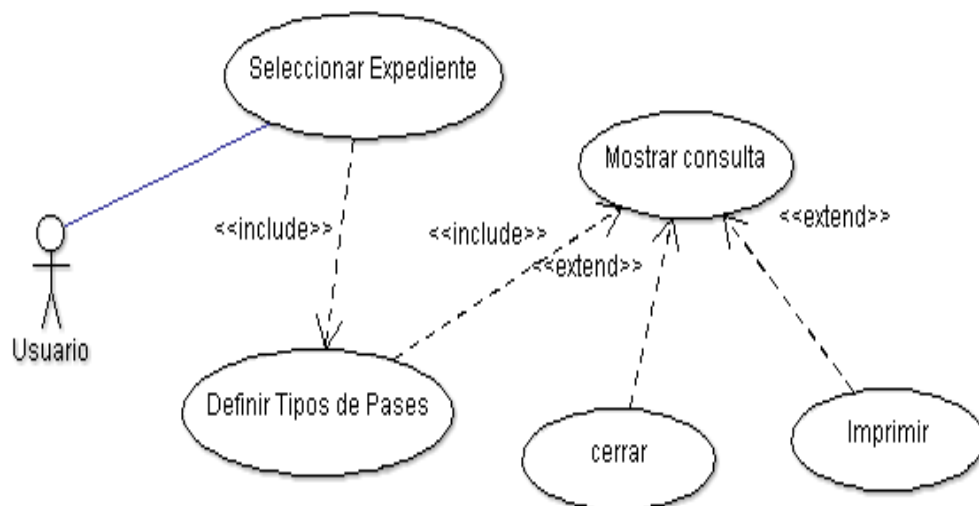 Seleccionar Expediente
Mostrar consulta
<<include>>
<<include>>
<<extend>>
<<extend>>
Usuario
Definir Tipos de Pases
cerrar
Imprimir